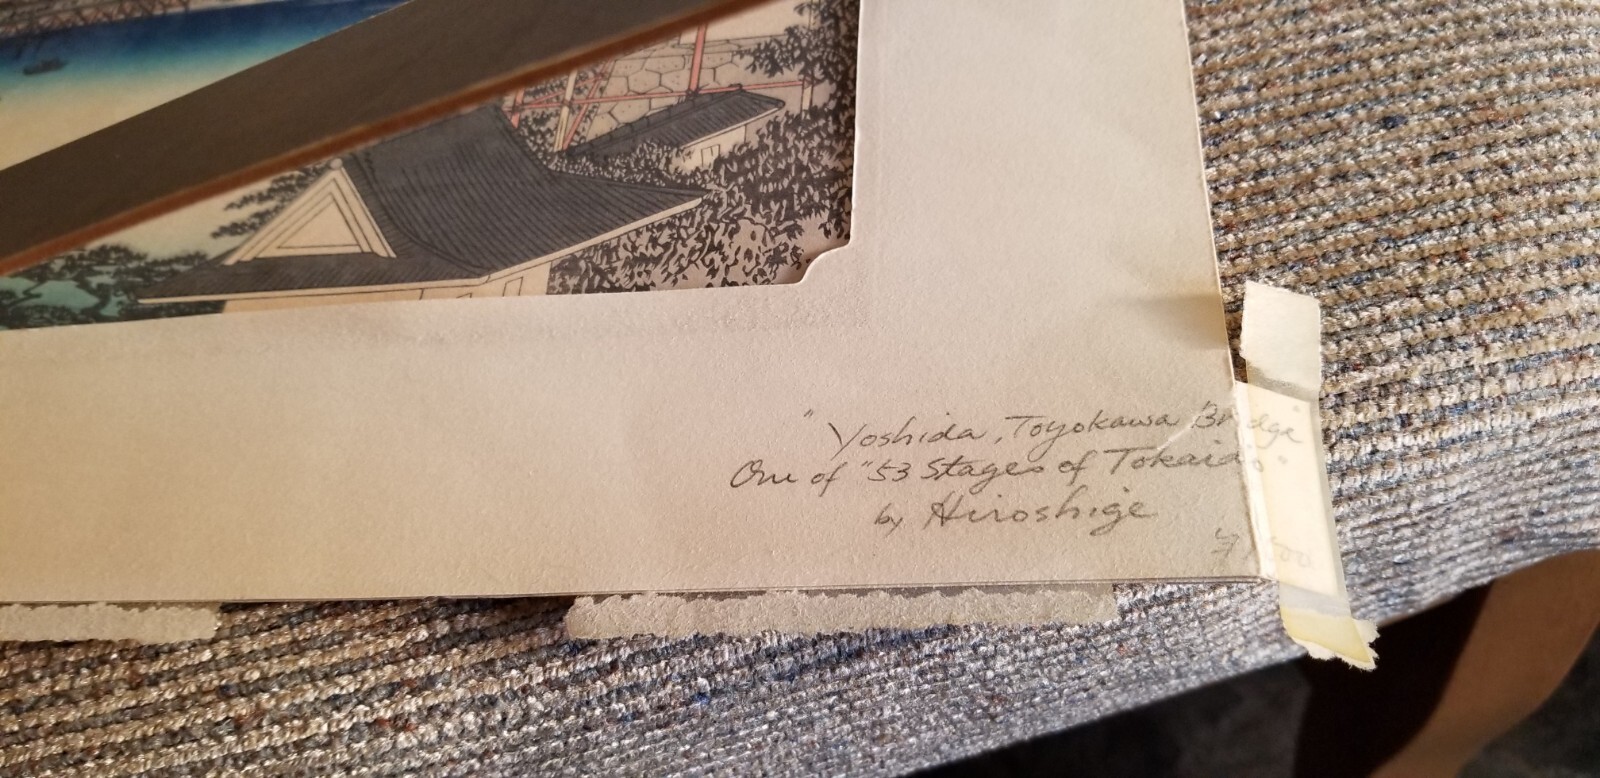 "Yoshida, Toyokawa Bridge"
One of "53 Stages of Tokaido"
by Hiroshige